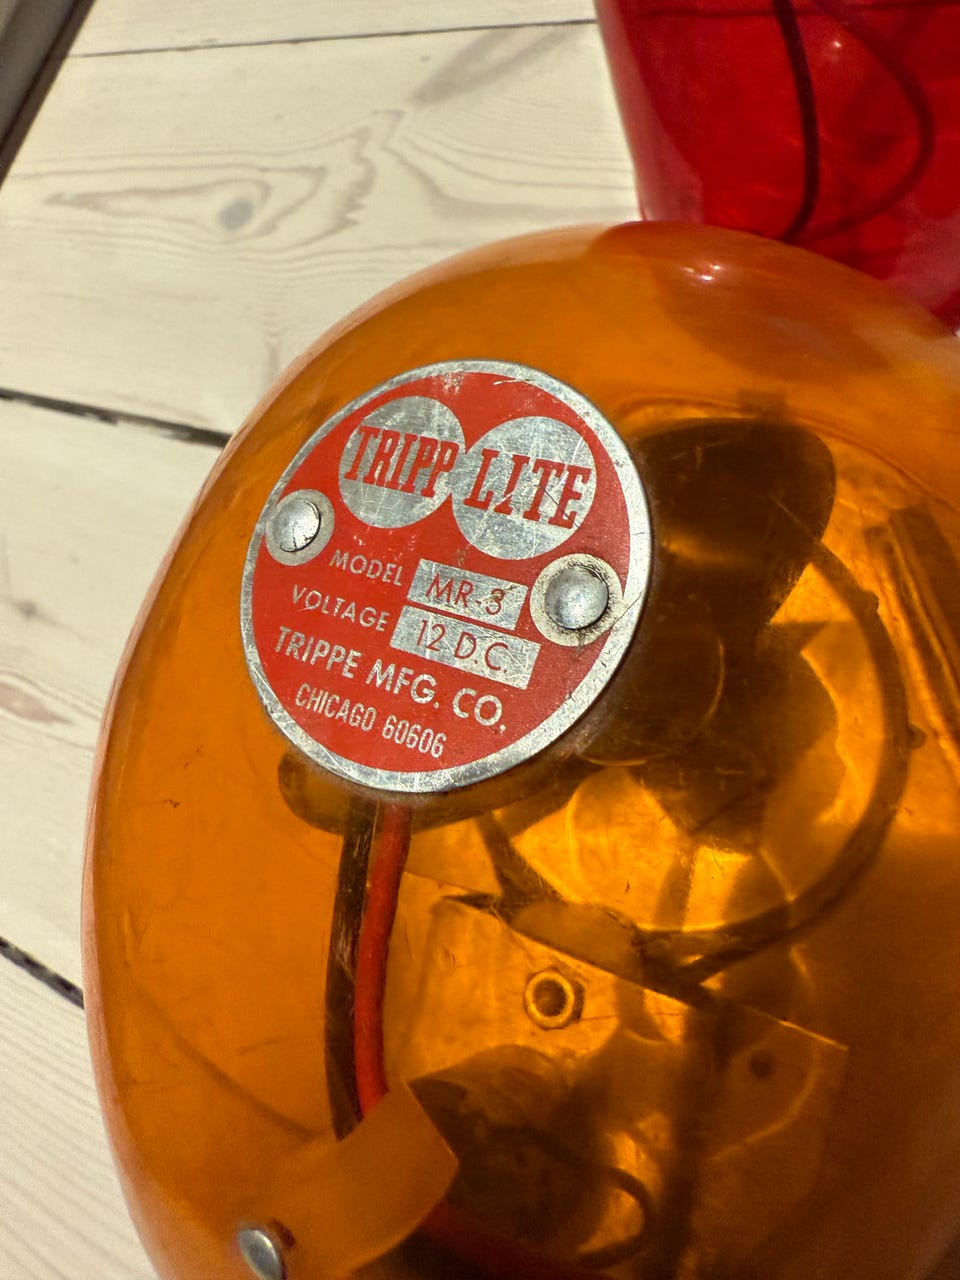 TRIPP LITE
MODEL MR-3
VOLTAGE 12 D.C.
TRIPPE MFG. CO.
CHICAGO 60606